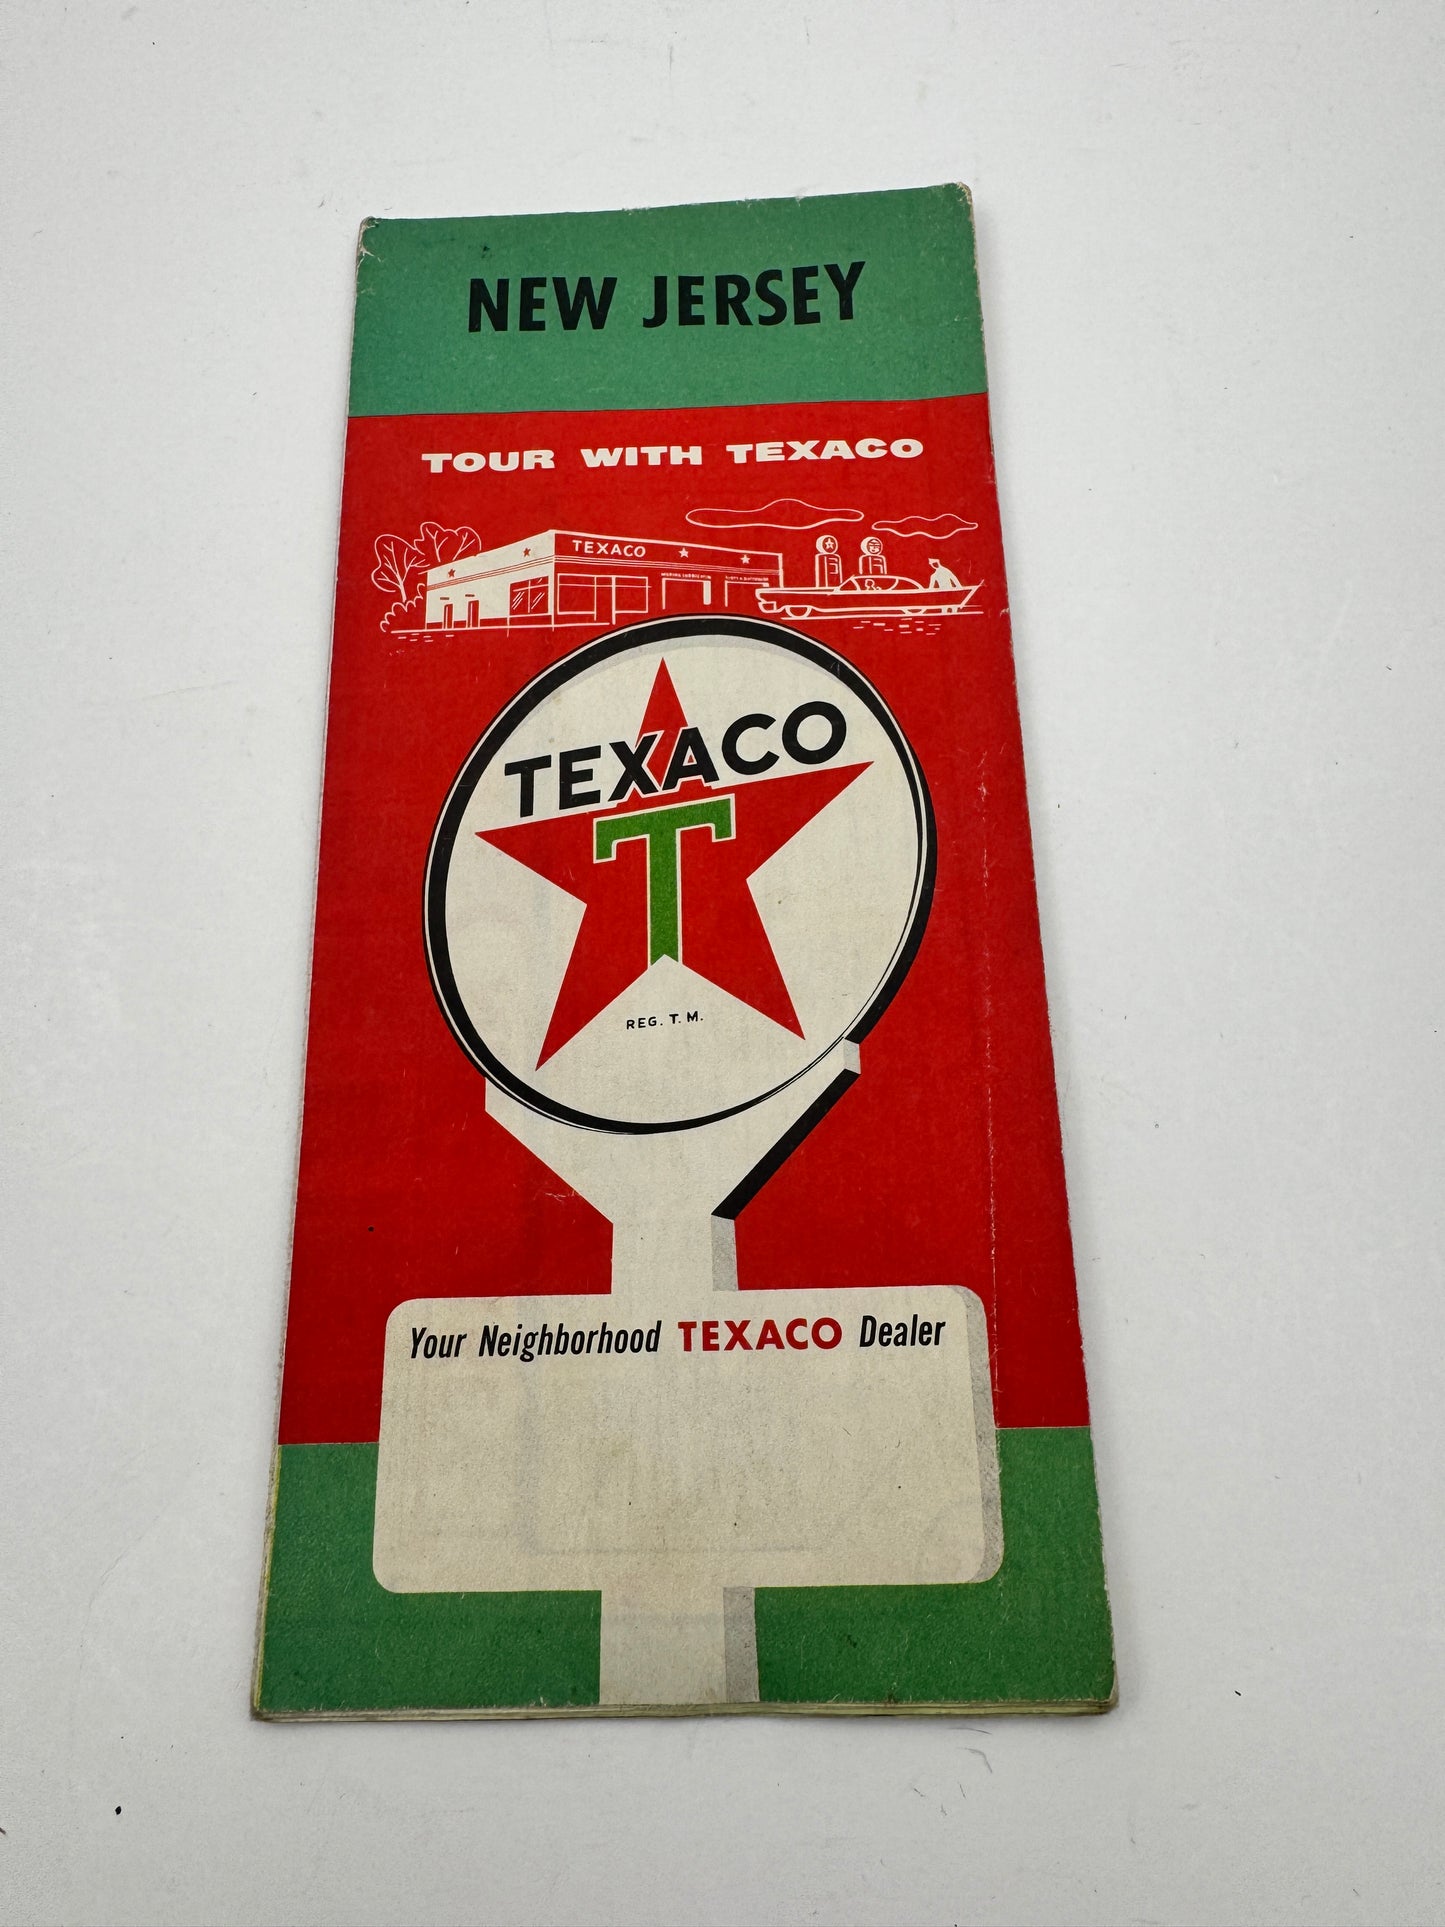 NEW JERSEY
TOUR WITH TEXACO
TEXACO
TEXACO
T
REG. T. M.
Your Neighborhood TEXACO Dealer